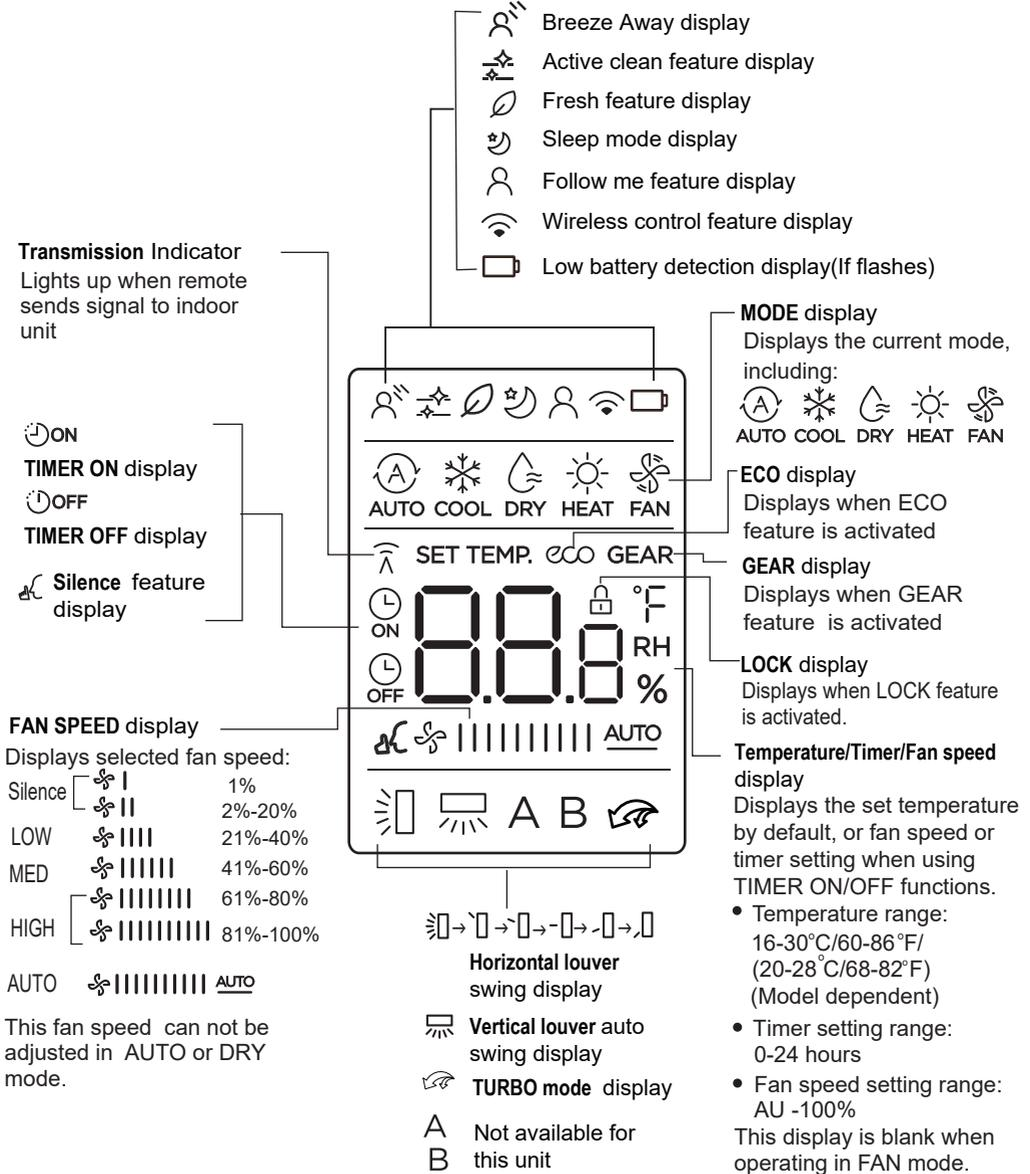 Breeze Away display
Active clean feature display
Fresh feature display
Sleep mode display
Follow me feature display
Wireless control feature display
Low battery detection display(If flashes)
Transmission Indicator
Lights up when remote
sends signal to indoor
unit
ON
TIMER ON display
OFF
TIMER OFF display
Silence feature
display
FAN SPEED display
Displays selected fan speed:
Silence
1%
2%-20%
LOW 21%-40%
MED 41%-60%
61%-80%
HIGH
81%-100%
AUTO AUTO
This fan speed can not be
adjusted in AUTO or DRY
mode.
A
AUTO COOL DRY HEAT FAN
SET TEMP. eco GEAR
ON
OFF
88.8
°F
RH
%
AUTO
A B
Horizontal louver
swing display
Vertical louver auto
swing display
TURBO mode display
A
B
Not available for
this unit
MODE display
Displays the current mode,
including:
A
AUTO COOL DRY HEAT FAN
ECO display
Displays when ECO
feature is activated
GEAR display
Displays when GEAR
feature is activated
LOCK display
Displays when LOCK feature
is activated.
Temperature/Timer/Fan speed
display
Displays the set temperature
by default, or fan speed or
timer setting when using
TIMER ON/OFF functions.
• Temperature range:
16-30°C/60-86°F/
(20-28°C/68-82°F)
(Model dependent)
• Timer setting range:
0-24 hours
• Fan speed setting range:
AU -100%
This display is blank when
operating in FAN mode.